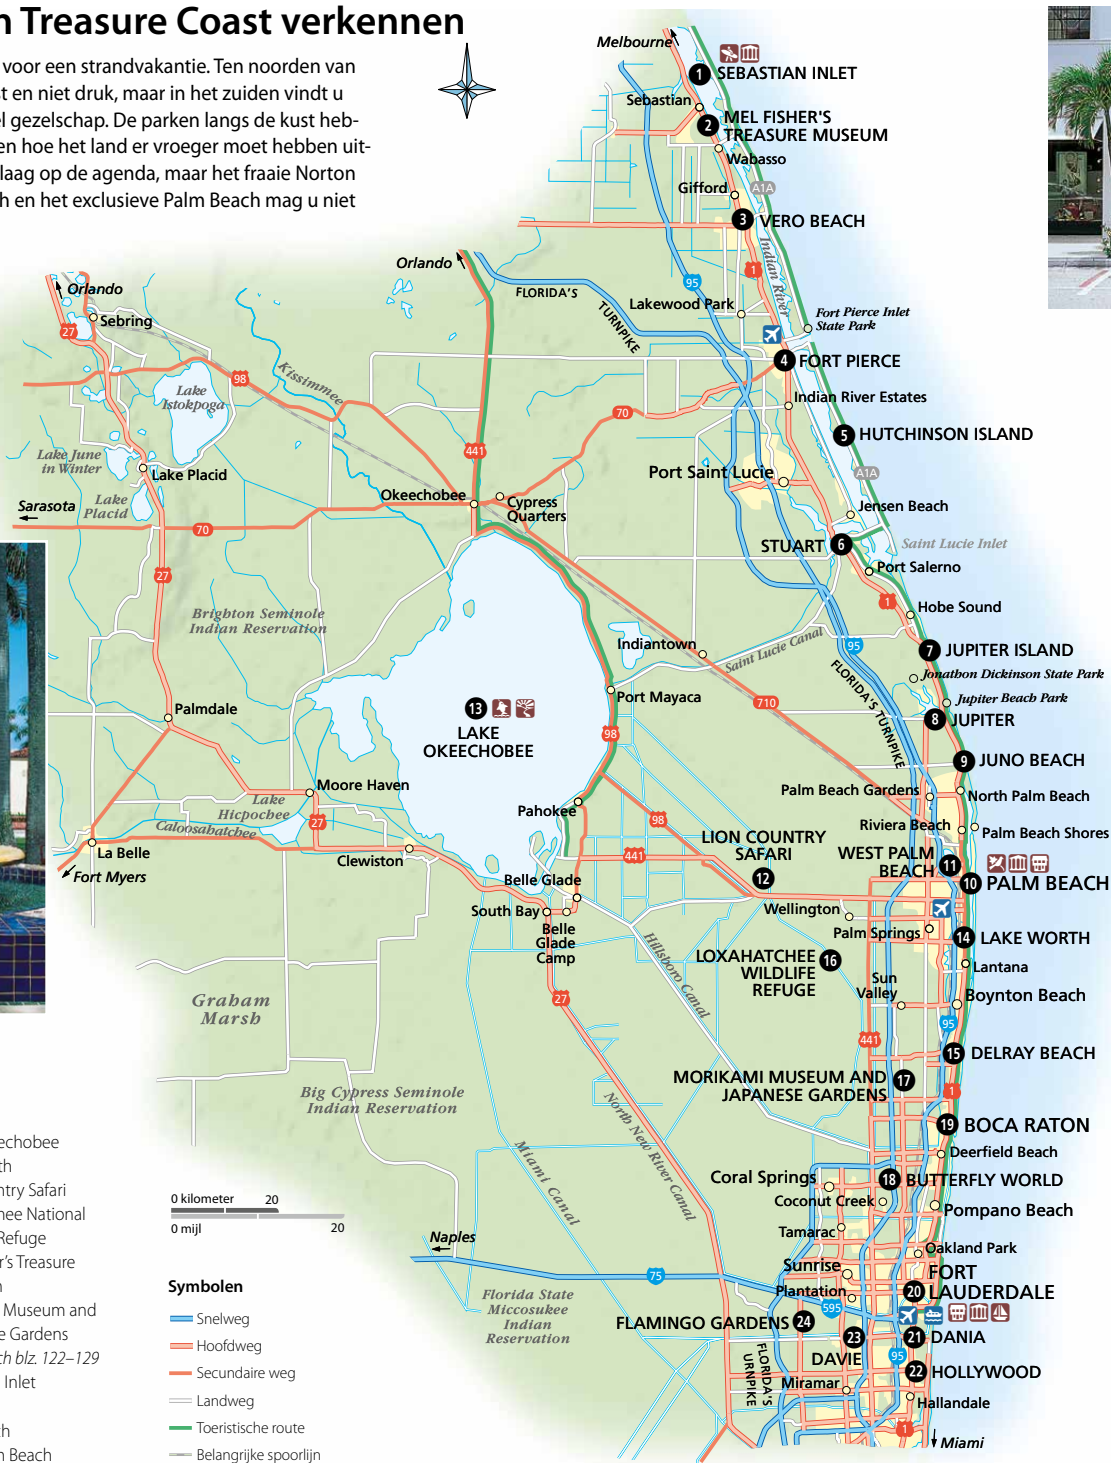 n Treasure Coast verkennen
voor een strandvakantie. Ten noorden van
st en niet druk, maar in het zuiden vindt u
el gezelschap. De parken langs de kust heb-
en hoe het land er vroeger moet hebben uit-
laag op de agenda, maar het fraaie Norton
h en het exclusieve Palm Beach mag u niet
Melbourne
1 SEBASTIAN INLET
Sebastian
2 MEL FISHER'S
TREASURE MUSEUM
Wabasso
Gifford
A1A
3 VERO BEACH
Indian River
1
95
Orlando
FLORIDA'S
TURNPIKE
Lakewood Park
Fort Pierce Inlet
State Park
Orlando
Sebring
27
4 FORT PIERCE
98
Kissimmee
Lake
Istokpoga
Indian River Estates
70
5 HUTCHINSON ISLAND
441
Lake June
in Winter
Lake Placid
Port Saint Lucie
A1A
Lake
Placid
Okeechobee
Cypress
Quarters
Sarasota
Jensen Beach
70
STUART 6
Saint Lucie Inlet
Port Salerno
27
1
Hobe Sound
Brighton Seminole
Indian Reservation
Indiantown
Saint Lucie Canal
95
7 JUPITER ISLAND
Jonathon Dickinson State Park
FLORIDA'S TURNPIKE
Port Mayaca
710
Jupiter Beach Park
Palmdale
13
LAKE
OKEECHOBEE
8 JUPITER
98
9 JUNO BEACH
Moore Haven
Palm Beach Gardens
North Palm Beach
Lake
Hicpochee
27
Pahokee
98
Riviera Beach
Palm Beach Shores
Caloosahatchee
LION COUNTRY
SAFARI
12
La Belle
Clewiston
441
WEST PALM
BEACH 11
Fort Myers
Belle Glade
10 PALM BEACH
South Bay
Wellington
Belle
Glade
Camp
Palm Springs
14 LAKE WORTH
Hillsboro Canal
LOXAHATCHEE
WILDLIFE
REFUGE
16
Lantana
Sun
Valley
Boynton Beach
Graham
Marsh
27
95
441
15 DELRAY BEACH
MORIKAMI MUSEUM AND
JAPANESE GARDENS
17
1
Big Cypress Seminole
Indian Reservation
North New River Canal
19 BOCA RATON
Miami Canal
Deerfield Beach
Coral Springs
18 BUTTERFLY WORLD
Coconut Creek
Pompano Beach
Tamarac
Naples
Oakland Park
Sunrise
75
FORT
LAUDERDALE
20
Plantation
595
Florida State
Miccosukee
Indian
Reservation
FLAMINGO GARDENS 24
23
DAVIE
21 DANIA
95
FLORIDA'S
URNPIKE
22 HOLLYWOOD
Miramar
Hallandale
1
Miami
eechobee
th
ntry Safari
hee National
Refuge
r's Treasure
n
Museum and
e Gardens
ch blz. 122–129
Inlet
th
n Beach
0 kilometer 20
0 mijl 20
Symbolen
Snelweg
Hoofdweg
Secundaire weg
Landweg
Toeristische route
Belangrijke spoorlijn